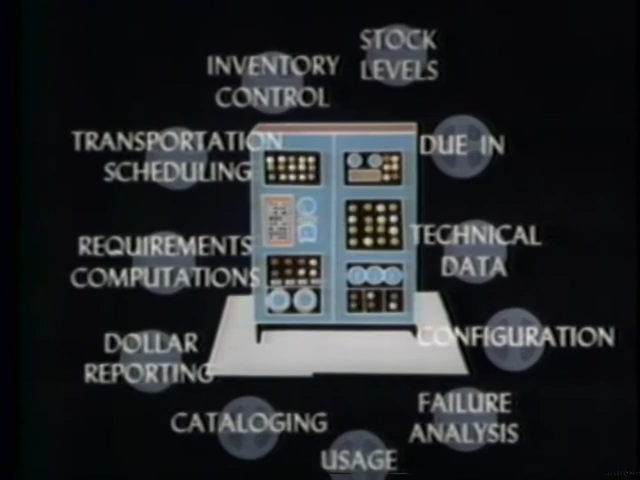 STOCK
LEVELS
INVENTORY
CONTROL
TRANSPORTATION
SCHEDULING
DUE IN
REQUIREMENTS
COMPUTATIONS
TECHNICAL
DATA
DOLLAR
REPORTING
CONFIGURATION
CATALOGING
FAILURE
ANALYSIS
USAGE